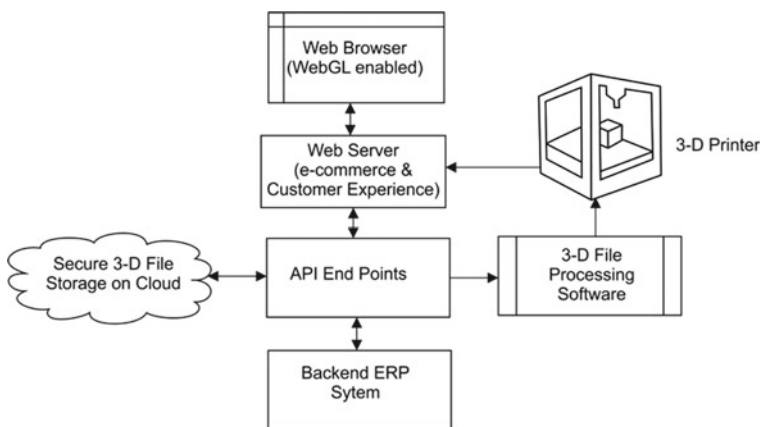 Web Browser
(WebGL enabled)
Web Server
(e-commerce &
Customer Experience)
3-D Printer
Secure 3-D File
Storage on Cloud
API End Points
3-D File
Processing
Software
Backend ERP
Sytem